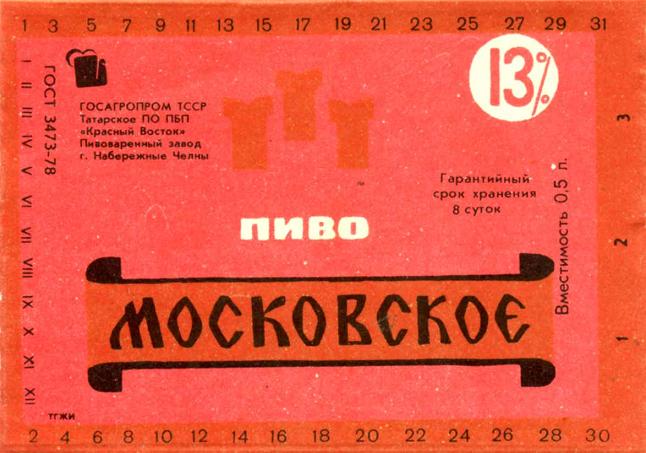 1 3 5 7 9 11 13 15 17 19 21 23 25 27 29 31
I
II
III
IV
V
VI
VII
VIII
IX
X
XI
XII
ГОСТ 3473-78
ГОСАГРОПРОМ ТССР
Татарское ПО ПБП
«Красный Восток»
Пивоваренный завод
г. Набережные Челны
13%
Гарантийный
срок хранения
8 суток
Вместимость 0,5 л.
3
2
1
ПИВО
МОСКОВСКОЕ
ТГЖИ
2 4 6 8 10 12 14 16 18 20 22 24 26 28 30